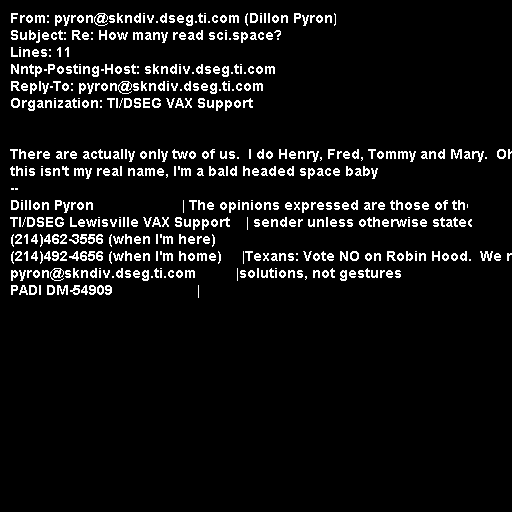 From: pyron@skndiv.dseg.ti.com (Dillon Pyron)
Subject: Re: How many read sci.space?
Lines: 11
Nntp-Posting-Host: skndiv.dseg.ti.com
Reply-To: pyron@skndiv.dseg.ti.com
Organization: TI/DSEG VAX Support
There are actually only two of us.  I do Henry, Fred, Tommy and Mary.
this isn't my real name, I'm a bald headed space baby
--
Dillon Pyron                      | The opinions expressed are those of
TI/DSEG Lewisville VAX Support    | sender unless otherwise
(214)462-3556 (when I'm here)
(214)492-4656 (when I'm home)     |Texans: Vote NO on Robin Hood.  We
pyron@skndiv.dseg.ti.com          |solutions, not gestures
PADI DM-54909                     |